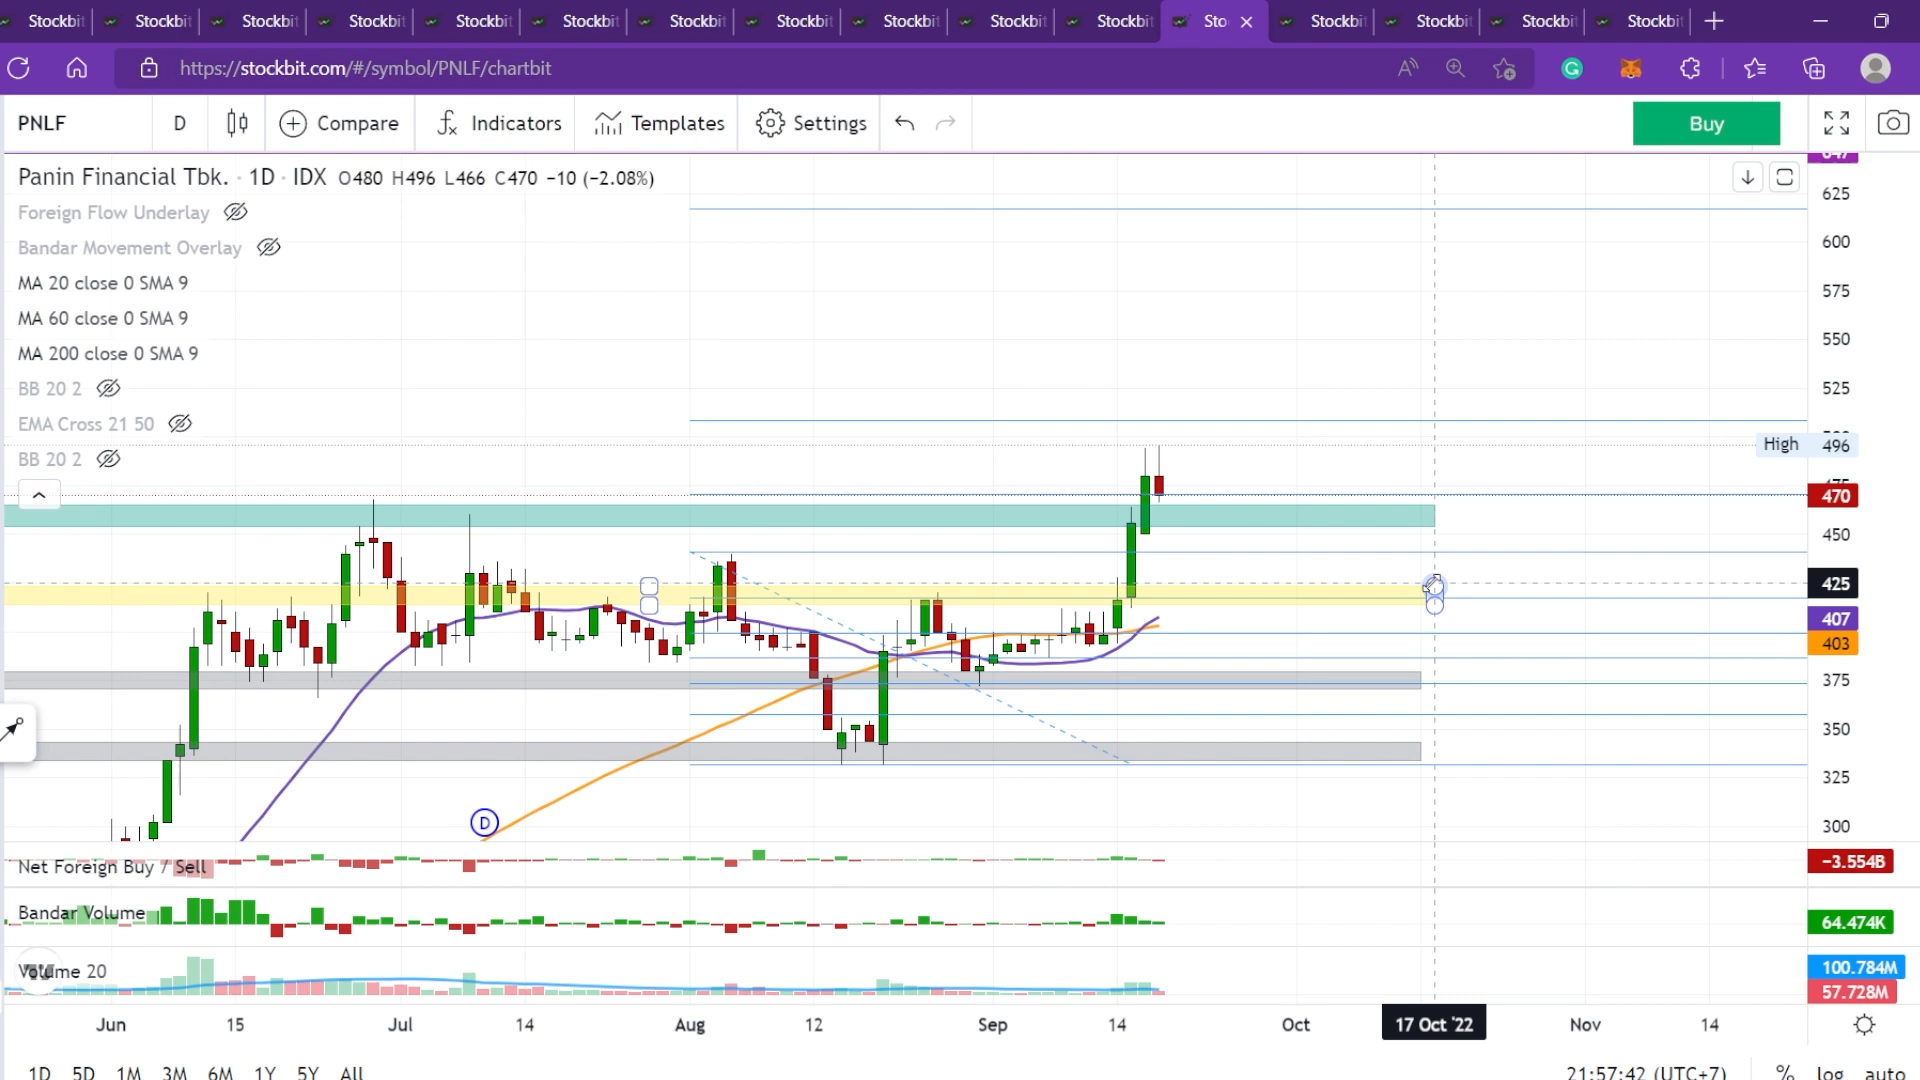 Stockbit Stockbit Stockbit Stockbit Stockbit Stockbit Stockbit Stockbit Stockbit Stockbit Stockbit Sto Stockbit Stockbit Stockbit Stockbit
https://stockbit.com/#/symbol/PNLF/chartbit
PNLF D Compare Indicators Templates Settings Buy
Panin Financial Tbk. · 1D · IDX O480 H496 L466 C470 −10 (−2.08%)
Foreign Flow Underlay
Bandar Movement Overlay
MA 20 close 0 SMA 9
MA 60 close 0 SMA 9
MA 200 close 0 SMA 9
BB 20 2
EMA Cross 21 50
BB 20 2
647
625
600
575
550
525
High 496
470
450
425
407
403
375
350
325
300
D
Net Foreign Buy / Sell −3.554B
Bandar Volume 64.474K
Volume 20 100.784M
57.728M
Jun 15 Jul 14 Aug 12 Sep 14 Oct 17 Oct '22 Nov 14
1D 5D 1M 3M 6M 1Y 5Y All 21:57:42 (UTC+7) % log auto